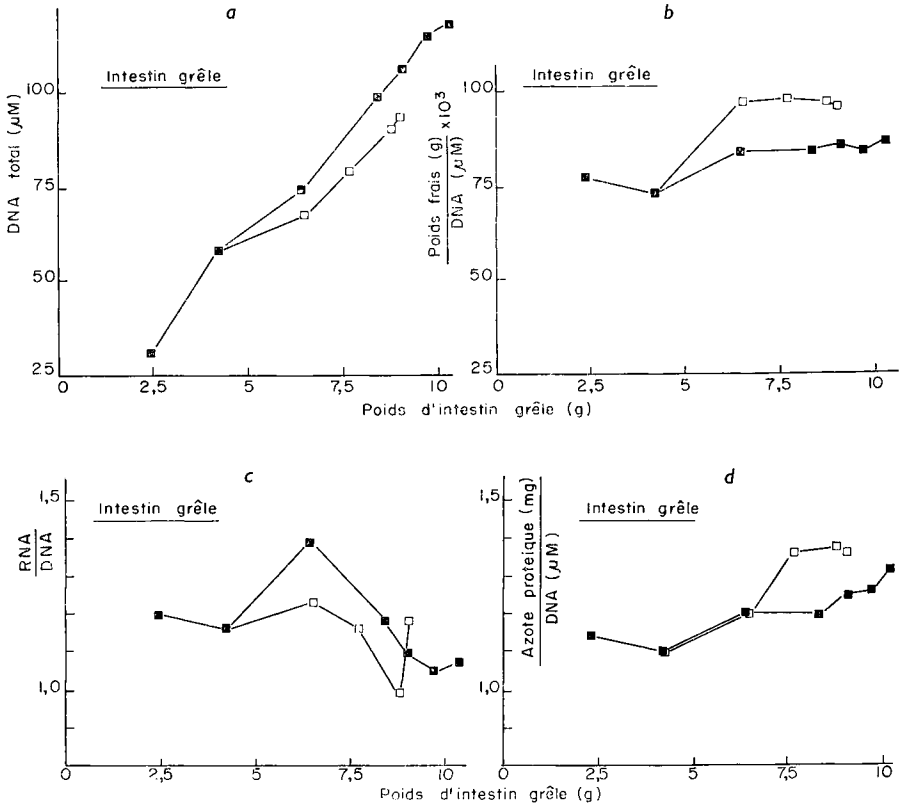 a
Intestin grêle
DNA total (µM)
100
75
50
25
0
2,5
5
7,5
10
b
Intestin grêle
Poids frais (g) x10³
DNA (µM)
100
75
50
25
0
2,5
5
7,5
10
Poids d'intestin grêle (g)
c
Intestin grêle
RNA
DNA
1,5
1,0
0
2,5
5
7,5
10
d
Intestin grêle
Azote proteique (mg)
DNA (µM)
1,5
1,0
0
2,5
5
7,5
10
Poids d'intestin grêle (g)